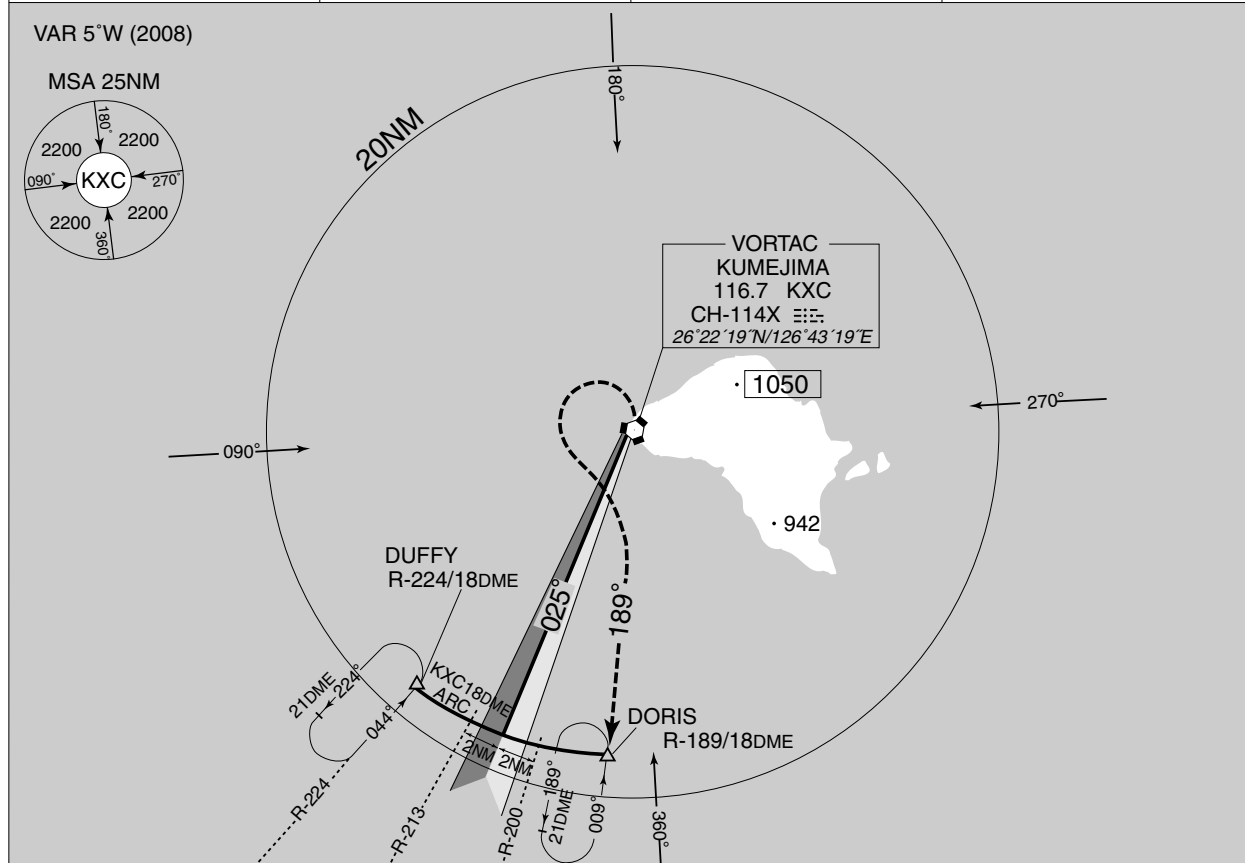 VAR 5°W (2008)
MSA 25NM
180°
2200
2200
090°
KXC
270°
2200
2200
360°
180°
20NM
VORTAC
KUMEJIMA
116.7 KXC
CH-114X
26°22´19˝N/126°43´19˝E
1050
270°
090°
942
DUFFY
R-224/18DME
025°
189°
21DME
224°
044°
KXC18DME
ARC
DORIS
R-189/18DME
2NM
2NM
189°
21DME
009°
360°
R-224
R-213
R-200